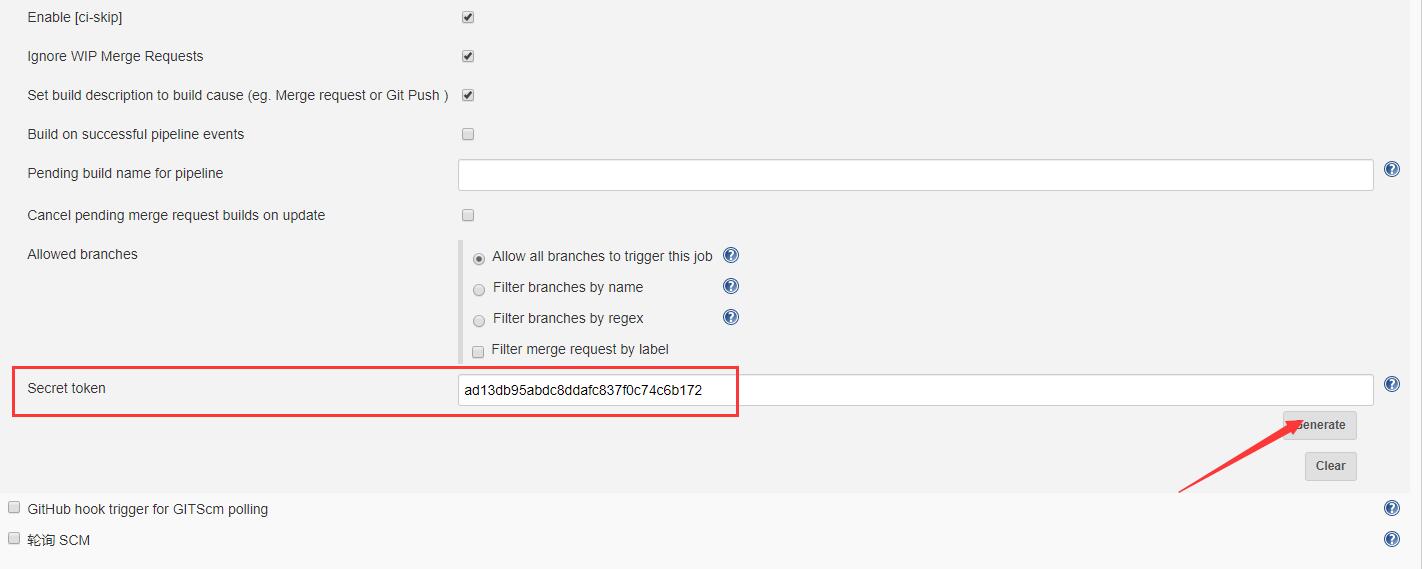 Enable [ci-skip]
Ignore WIP Merge Requests
Set build description to build cause (eg. Merge request or Git Push )
Build on successful pipeline events
Pending build name for pipeline
Cancel pending merge request builds on update
Allowed branches
Allow all branches to trigger this job
Filter branches by name
Filter branches by regex
Filter merge request by label
Secret token
ad13db95abdc8ddafc837f0c74c6b172
Generate
Clear
GitHub hook trigger for GITScm polling
轮询 SCM